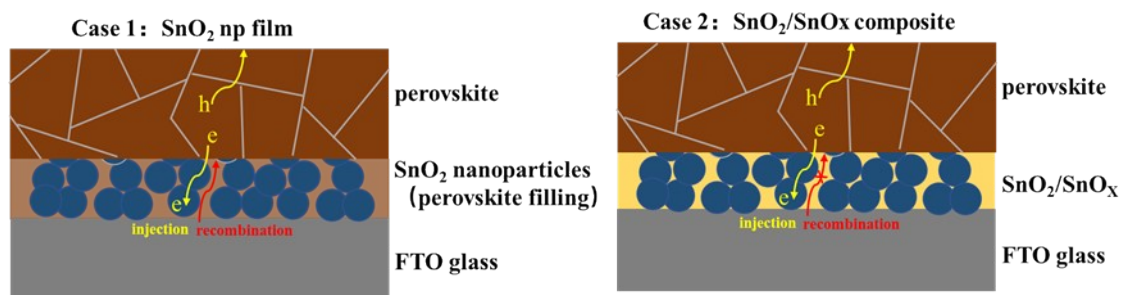 Case 1: SnO₂ np film
h
e
e
injection recombination
perovskite
SnO₂ nanoparticles
(perovskite filling)
FTO glass
Case 2: SnO₂/SnOx composite
h
e
e
injection recombination
perovskite
SnO₂/SnOₓ
FTO glass